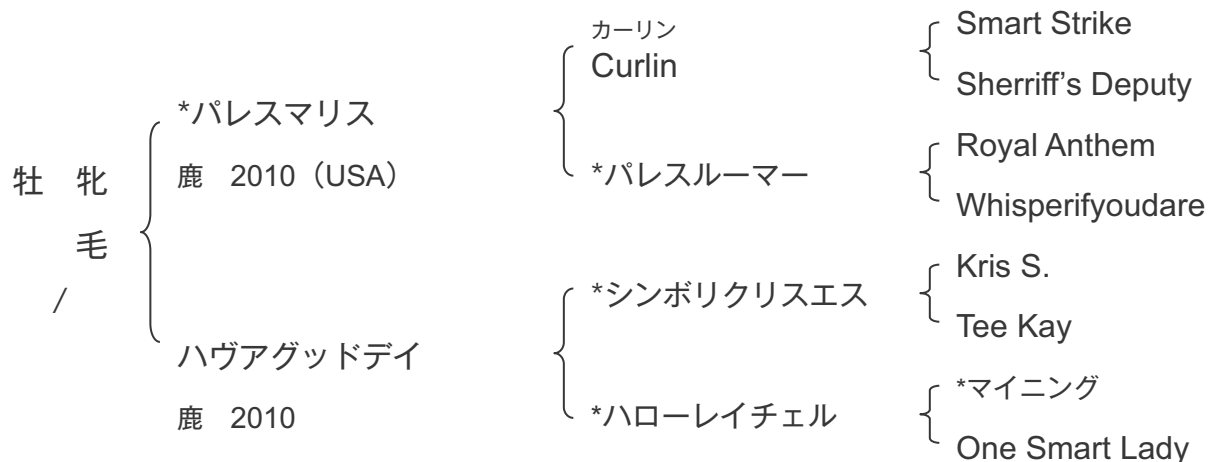 牡 牝
毛
/
*パレスマリス
鹿 2010（USA）
ハヴアグッドデイ
鹿 2010
カーリン
Curlin
*パレスルーマー
*シンボリクリスエス
*ハローレイチェル
Smart Strike
Sherriff’s Deputy
Royal Anthem
Whisperifyoudare
Kris S.
Tee Kay
*マイニング
One Smart Lady